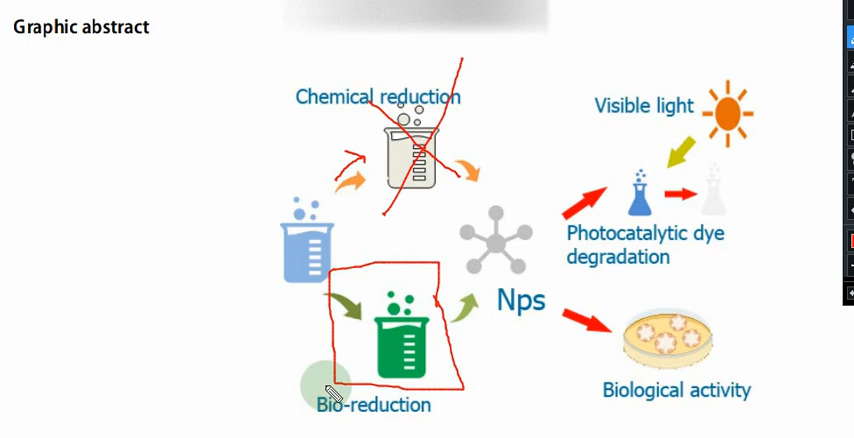 Graphic abstract
Chemical reduction
Visible light
Photocatalytic dye
degradation
Nps
Biological activity
Bio-reduction